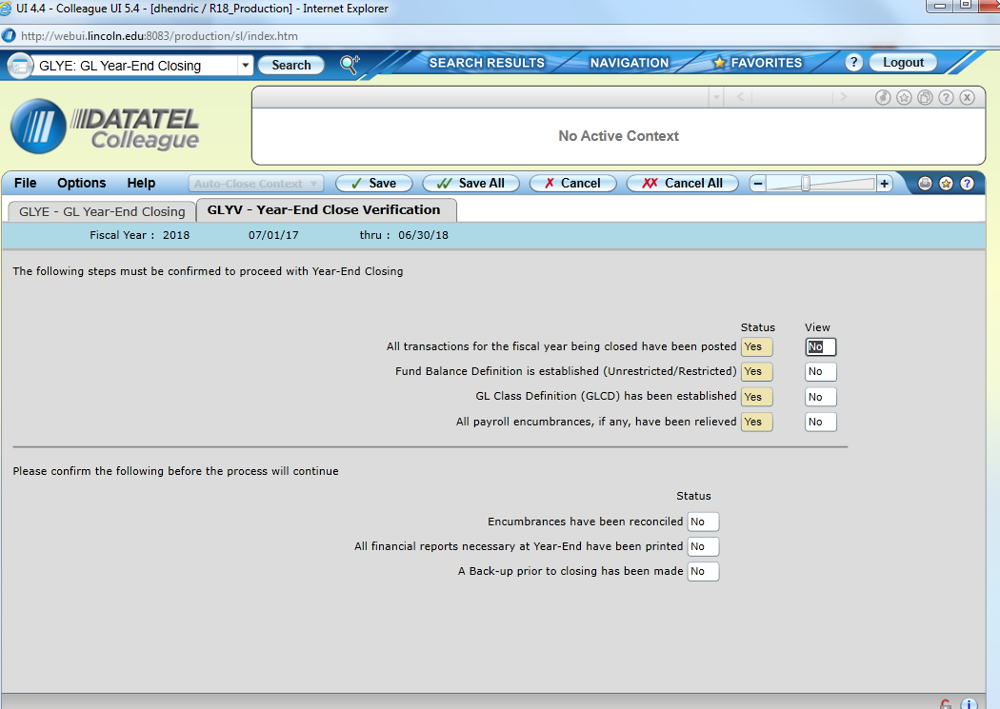 UI 4.4 - Colleague UI 5.4 - [dhendric / R18_Production] - Internet Explorer
http://webui.lincoln.edu:8083/production/sl/index.htm
GLYE: GL Year-End Closing Search SEARCH RESULTS NAVIGATION FAVORITES ? Logout
?
No Active Context
DATATEL
Colleague
File Options Help Auto-Close Context Save Save All Cancel Cancel All ?
GLYE - GL Year-End Closing GLYV - Year-End Close Verification
Fiscal Year : 2018 07/01/17 thru : 06/30/18
The following steps must be confirmed to proceed with Year-End Closing
Status View
All transactions for the fiscal year being closed have been posted Yes No
Fund Balance Definition is established (Unrestricted/Restricted) Yes No
GL Class Definition (GLCD) has been established Yes No
All payroll encumbrances, if any, have been relieved Yes No
Please confirm the following before the process will continue
Status
Encumbrances have been reconciled No
All financial reports necessary at Year-End have been printed No
A Back-up prior to closing has been made No